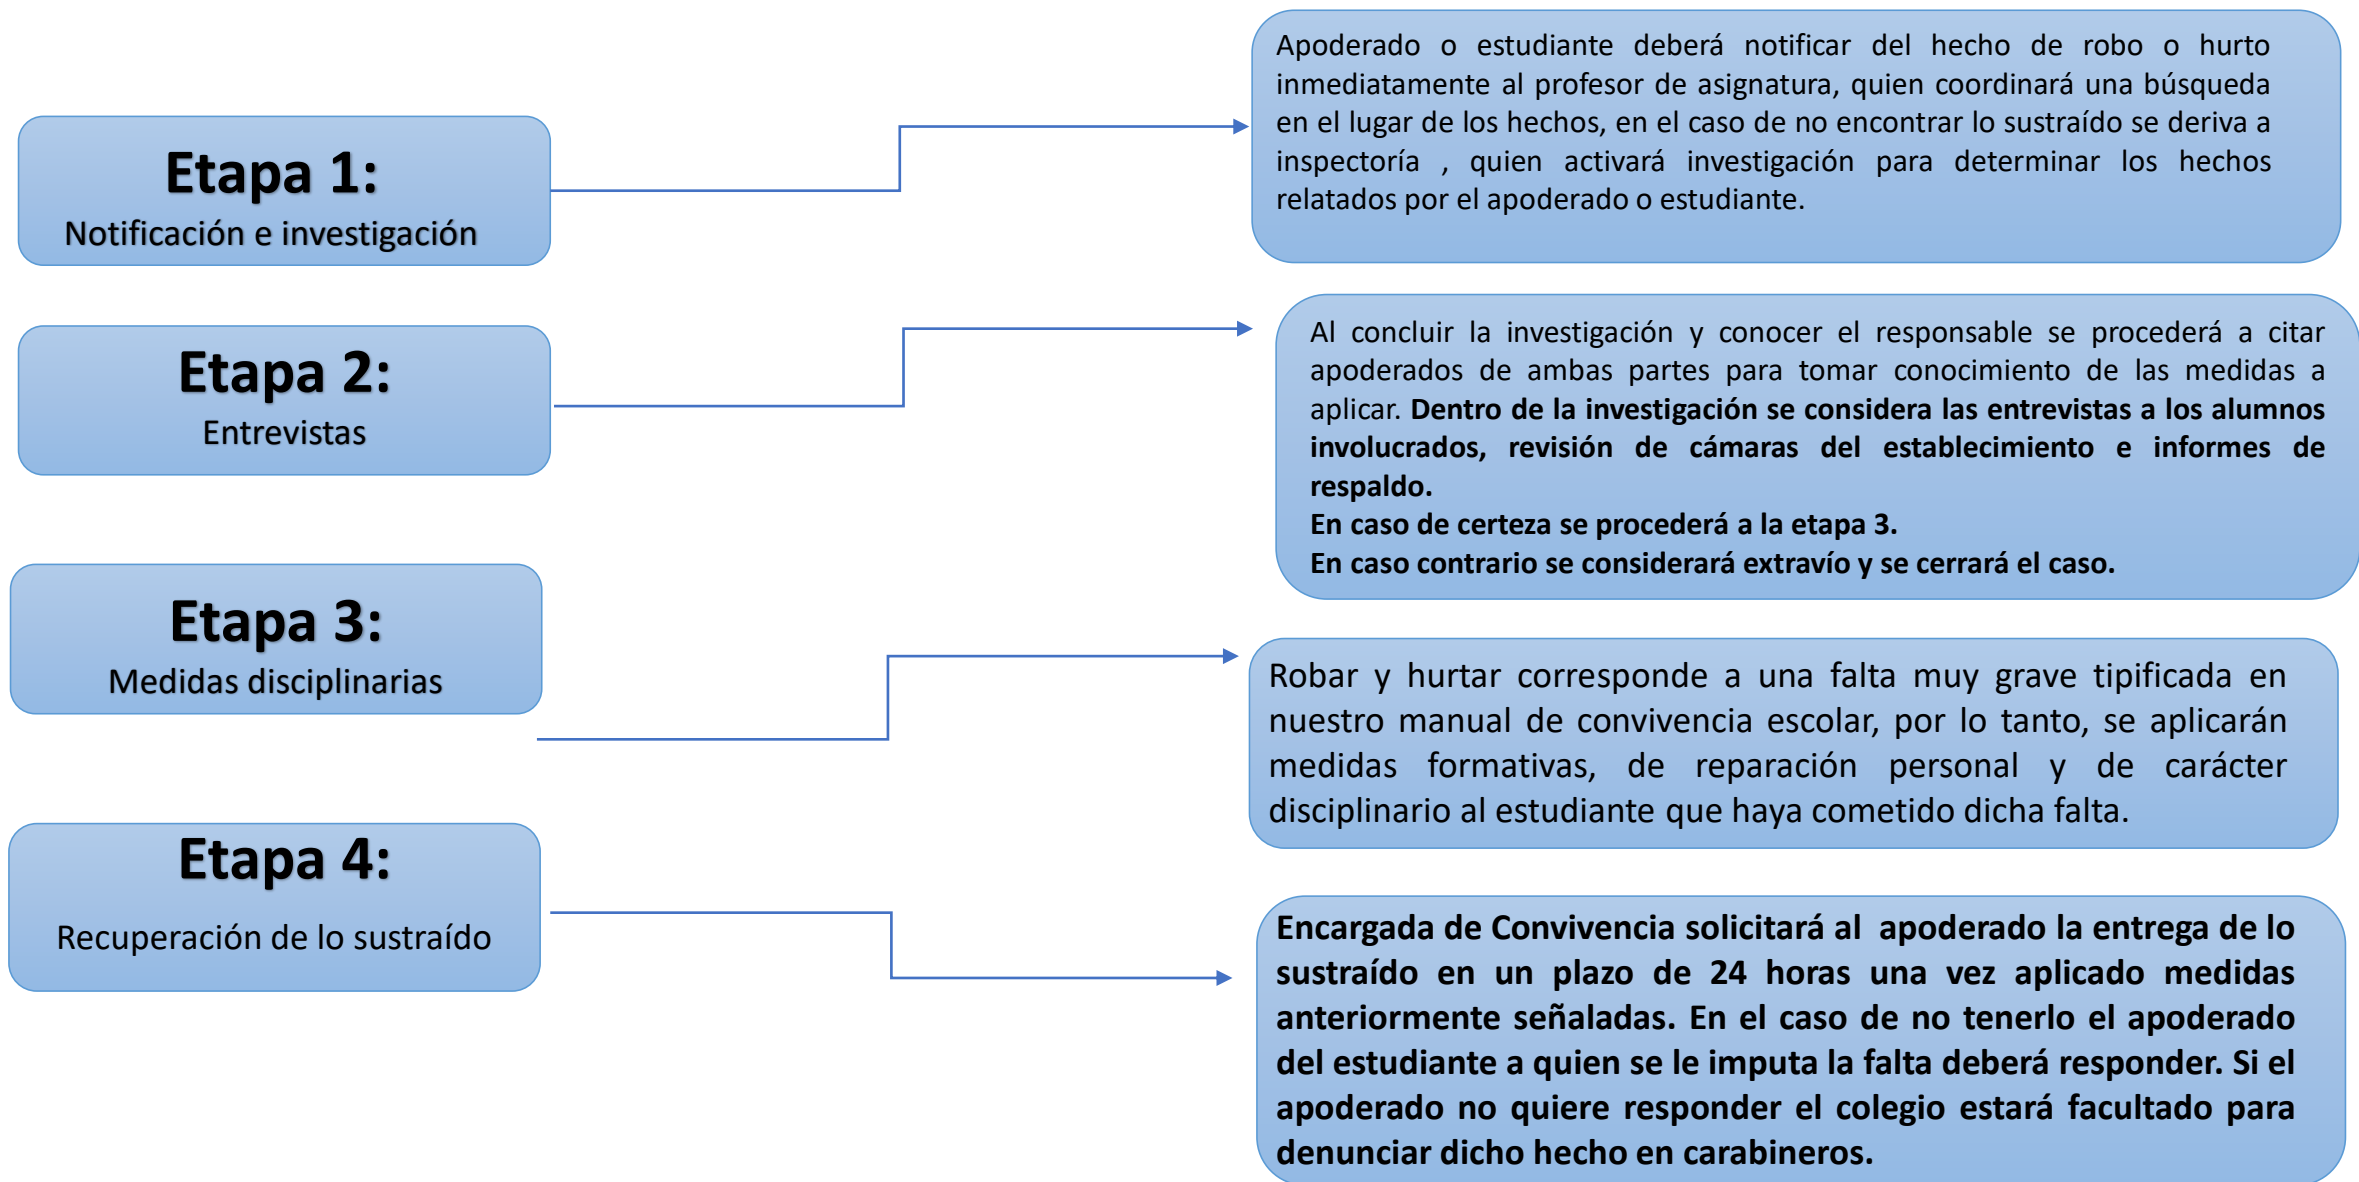 Etapa 1:
Notificación e investigación
Apoderado o estudiante deberá notificar del hecho de robo o hurto
inmediatamente al profesor de asignatura, quien coordinará una búsqueda
en el lugar de los hechos, en el caso de no encontrar lo sustraído se deriva a
inspectoría , quien activará investigación para determinar los hechos
relatados por el apoderado o estudiante.
Etapa 2:
Entrevistas
Al concluir la investigación y conocer el responsable se procederá a citar
apoderados de ambas partes para tomar conocimiento de las medidas a
aplicar. Dentro de la investigación se considera las entrevistas a los alumnos
involucrados, revisión de cámaras del establecimiento e informes de
respaldo.
En caso de certeza se procederá a la etapa 3.
En caso contrario se considerará extravío y se cerrará el caso.
Etapa 3:
Medidas disciplinarias
Robar y hurtar corresponde a una falta muy grave tipificada en
nuestro manual de convivencia escolar, por lo tanto, se aplicarán
medidas formativas, de reparación personal y de carácter
disciplinario al estudiante que haya cometido dicha falta.
Etapa 4:
Recuperación de lo sustraído
Encargada de Convivencia solicitará al apoderado la entrega de lo
sustraído en un plazo de 24 horas una vez aplicado medidas
anteriormente señaladas. En el caso de no tenerlo el apoderado
del estudiante a quien se le imputa la falta deberá responder. Si el
apoderado no quiere responder el colegio estará facultado para
denunciar dicho hecho en carabineros.